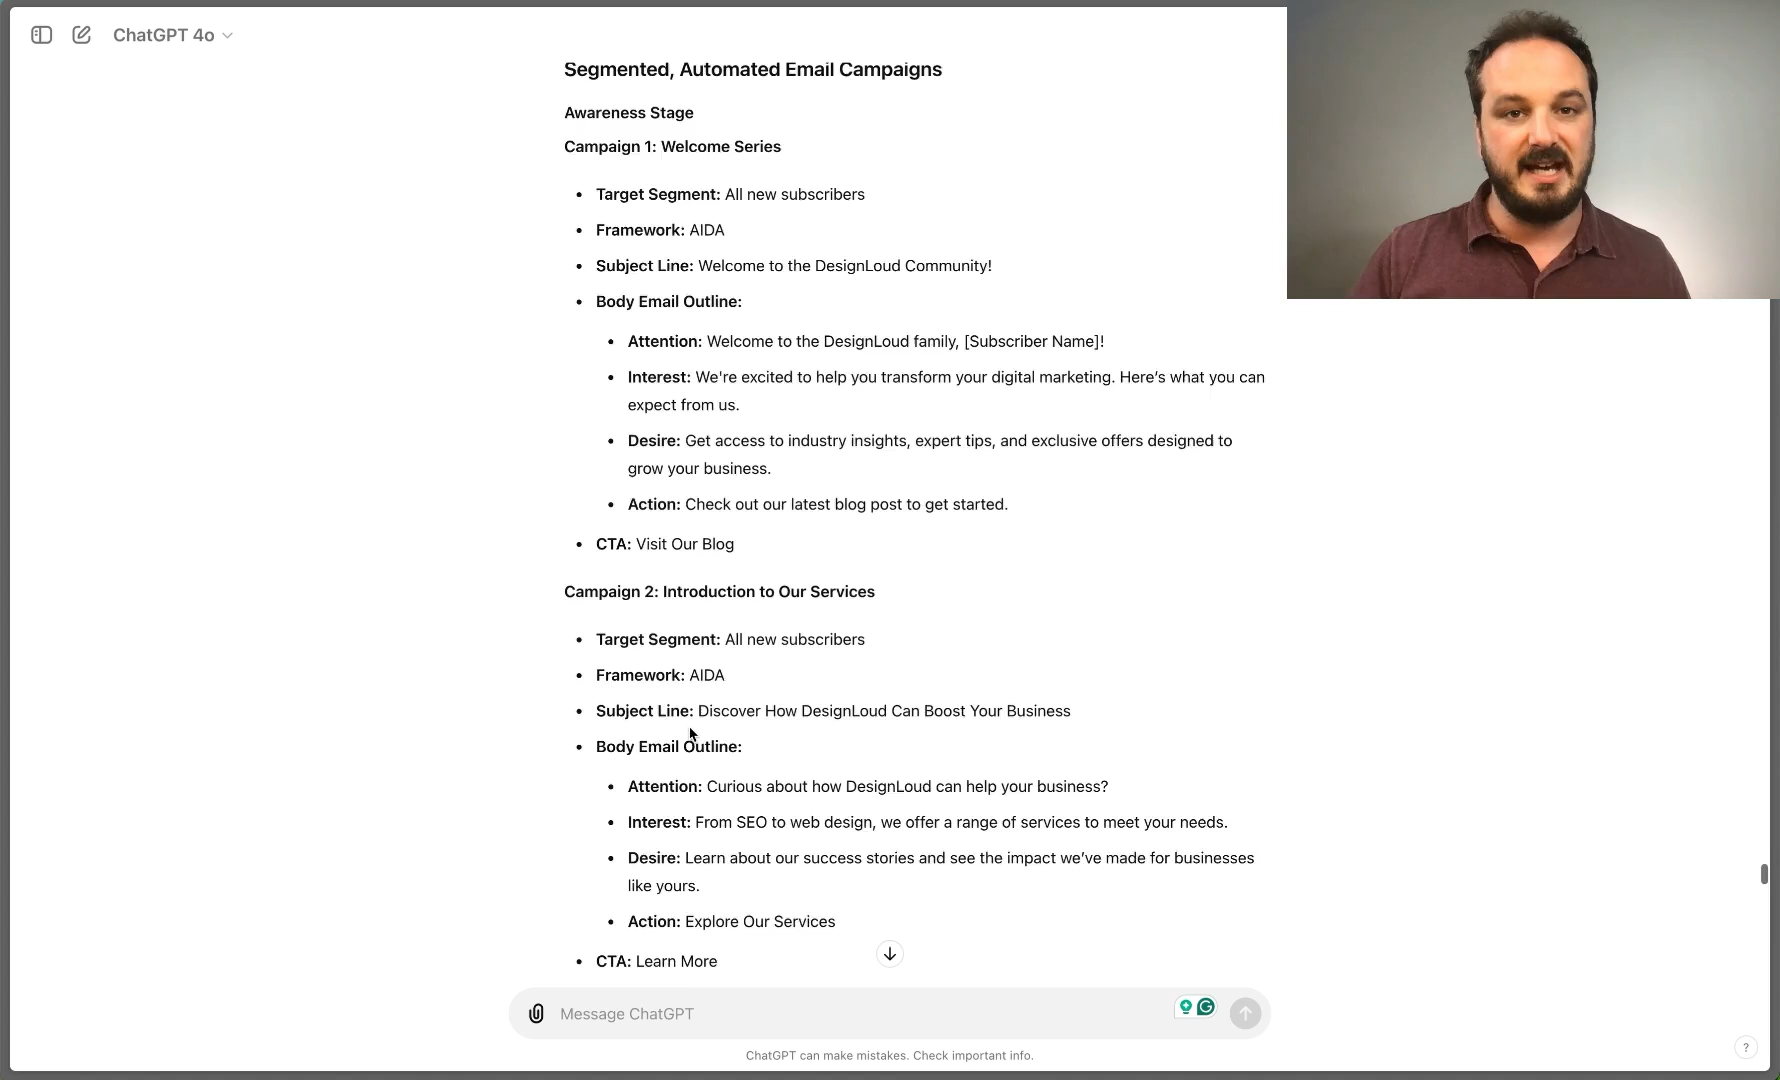 ChatGPT 4o
Segmented, Automated Email Campaigns
Awareness Stage
Campaign 1: Welcome Series
• Target Segment: All new subscribers
• Framework: AIDA
• Subject Line: Welcome to the DesignLoud Community!
• Body Email Outline:
• Attention: Welcome to the DesignLoud family, [Subscriber Name]!
• Interest: We're excited to help you transform your digital marketing. Here’s what you can
expect from us.
• Desire: Get access to industry insights, expert tips, and exclusive offers designed to
grow your business.
• Action: Check out our latest blog post to get started.
• CTA: Visit Our Blog
Campaign 2: Introduction to Our Services
• Target Segment: All new subscribers
• Framework: AIDA
• Subject Line: Discover How DesignLoud Can Boost Your Business
• Body Email Outline:
• Attention: Curious about how DesignLoud can help your business?
• Interest: From SEO to web design, we offer a range of services to meet your needs.
• Desire: Learn about our success stories and see the impact we’ve made for businesses
like yours.
• Action: Explore Our Services
• CTA: Learn More
Message ChatGPT
ChatGPT can make mistakes. Check important info.
?